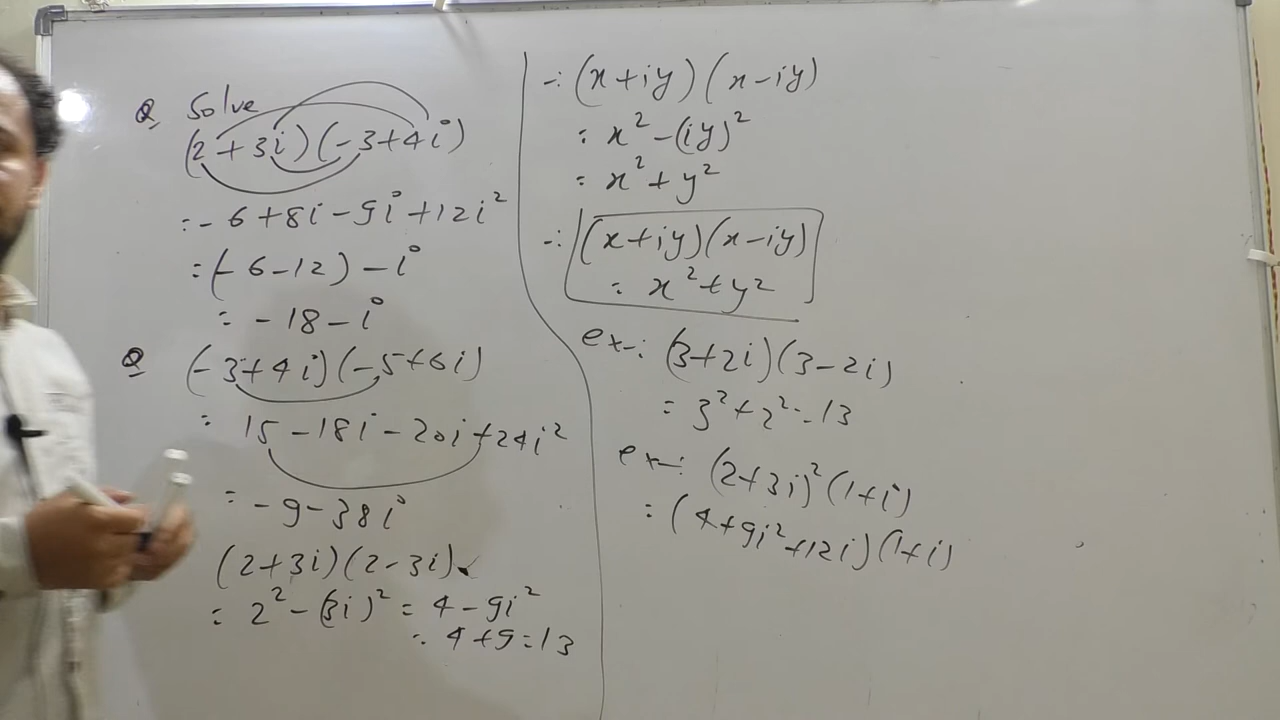 Q Solve
(2+3i)(-3+4i)
= -6+8i-9i+12i²
= (-6-12)-i
= -18-i
Q (-3+4i)(-5+6i)
= 15-18i-20i+24i²
= -9-38i
(2+3i)(2-3i)
= 2²-(3i)² = 4-9i²
= 4+9=13
-: (x+iy)(x-iy)
= x²-(iy)²
= x²+y²
-: (x+iy)(x-iy)
= x²+y²
ex-: (3+2i)(3-2i)
= 3²+2²=13
ex-: (2+3i)²(1+i)
= (4+9i²+12i)(1+i)